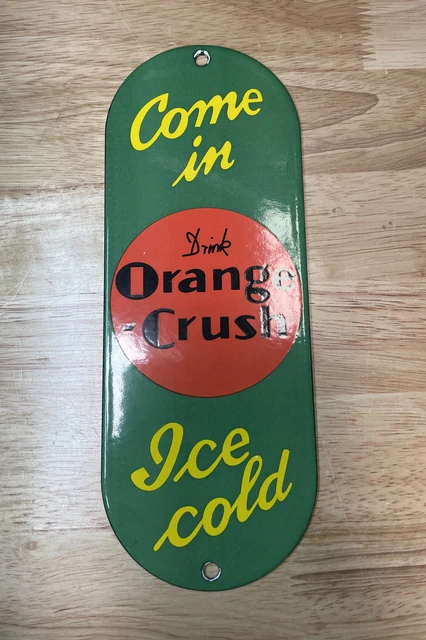 Come
in
Drink
Orange
-Crush
Ice
cold